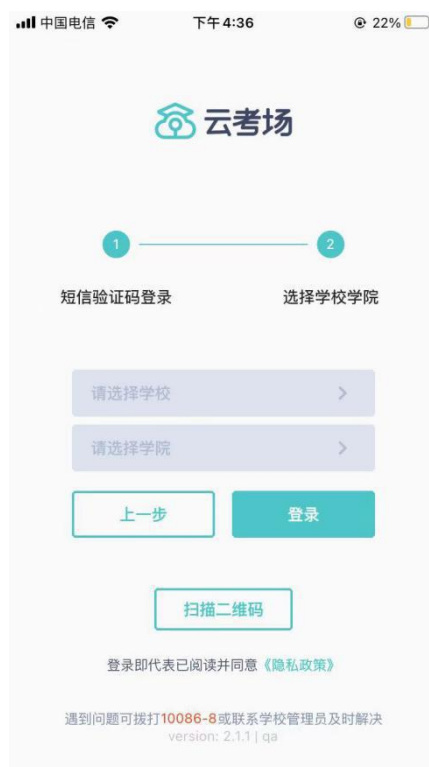 中国电信 下午4:36 22%
云考场
1 2
短信验证码登录 选择学校学院
请选择学校
请选择学院
上一步 登录
扫描二维码
登录即代表已阅读并同意《隐私政策》
遇到问题可拨打10086-8或联系学校管理员及时解决
version: 2.1.1 | qa